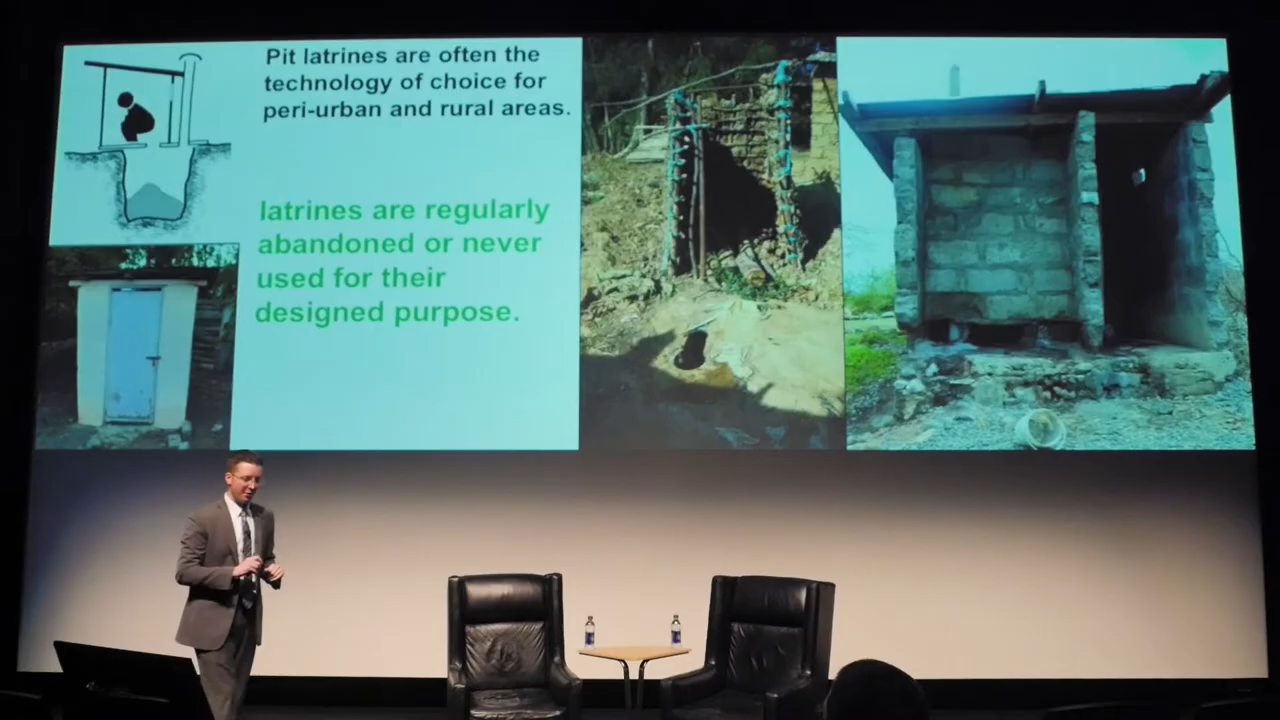 Pit latrines are often the
technology of choice for
peri-urban and rural areas.
latrines are regularly
abandoned or never
used for their
designed purpose.